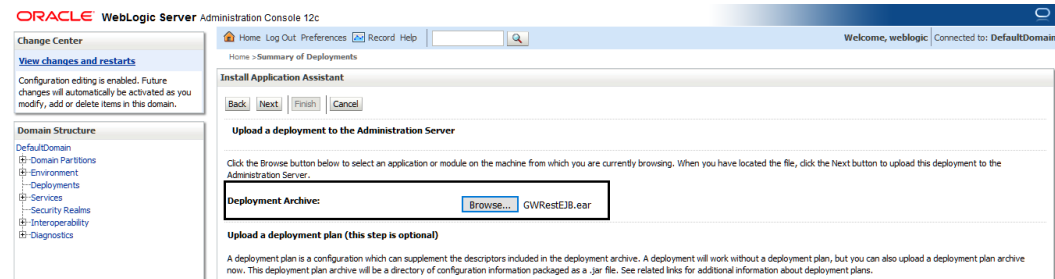 ORACLE WebLogic Server Administration Console 12c
Change Center
View changes and restarts
Configuration editing is enabled. Future
changes will automatically be activated as you
modify, add or delete items in this domain.
Domain Structure
DefaultDomain
Domain Partitions
Environment
Deployments
Services
Security Realms
Interoperability
Diagnostics
Home Log Out Preferences Record Help
Welcome, weblogic Connected to: DefaultDomain
Home >Summary of Deployments
Install Application Assistant
Back Next Finish Cancel
Upload a deployment to the Administration Server
Click the Browse button below to select an application or module on the machine from which you are currently browsing. When you have located the file, click the Next button to upload this deployment to the
Administration Server.
Deployment Archive: Browse... GWRestEJB.ear
Upload a deployment plan (this step is optional)
A deployment plan is a configuration which can supplement the descriptors included in the deployment archive. A deployment will work without a deployment plan, but you can also upload a deployment plan archive
now. This deployment plan archive will be a directory of configuration information packaged as a .jar file. See related links for additional information about deployment plans.